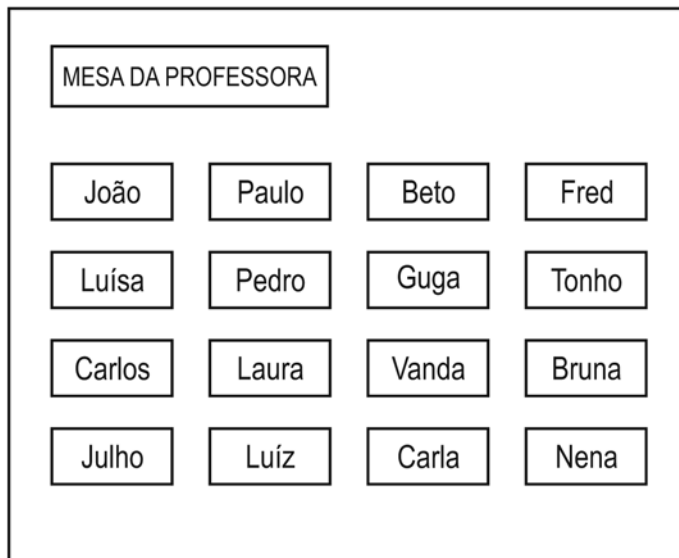 MESA DA PROFESSORA
João Paulo Beto Fred
Luísa Pedro Guga Tonho
Carlos Laura Vanda Bruna
Julho Luíz Carla Nena